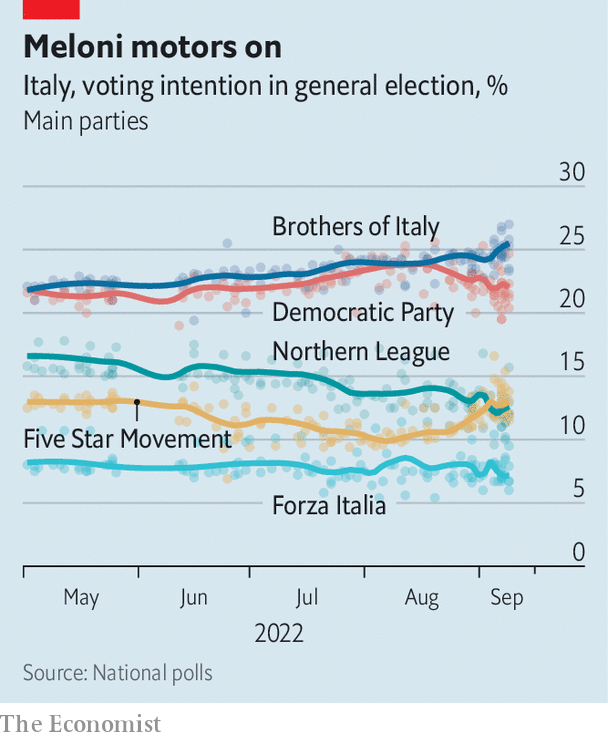 Meloni motors on
Italy, voting intention in general election, %
Main parties
30
Brothers of Italy
25
20
Democratic Party
Northern League
15
10
Five Star Movement
5
Forza Italia
0
May Jun Jul Aug Sep
2022
Source: National polls
The Economist